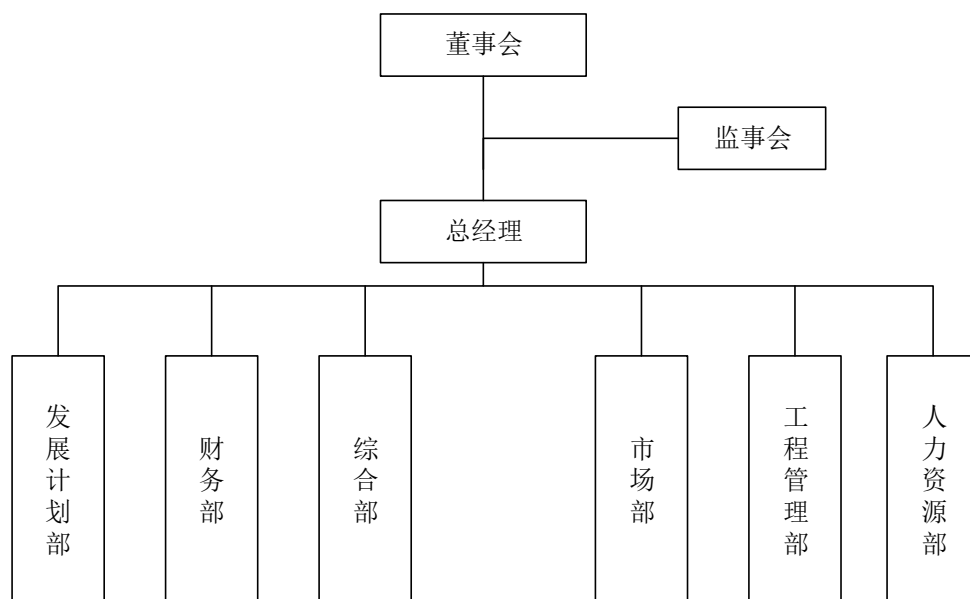 董事会
监事会
总经理
发展计划部
财务部
综合部
市场部
工程管理部
人力资源部